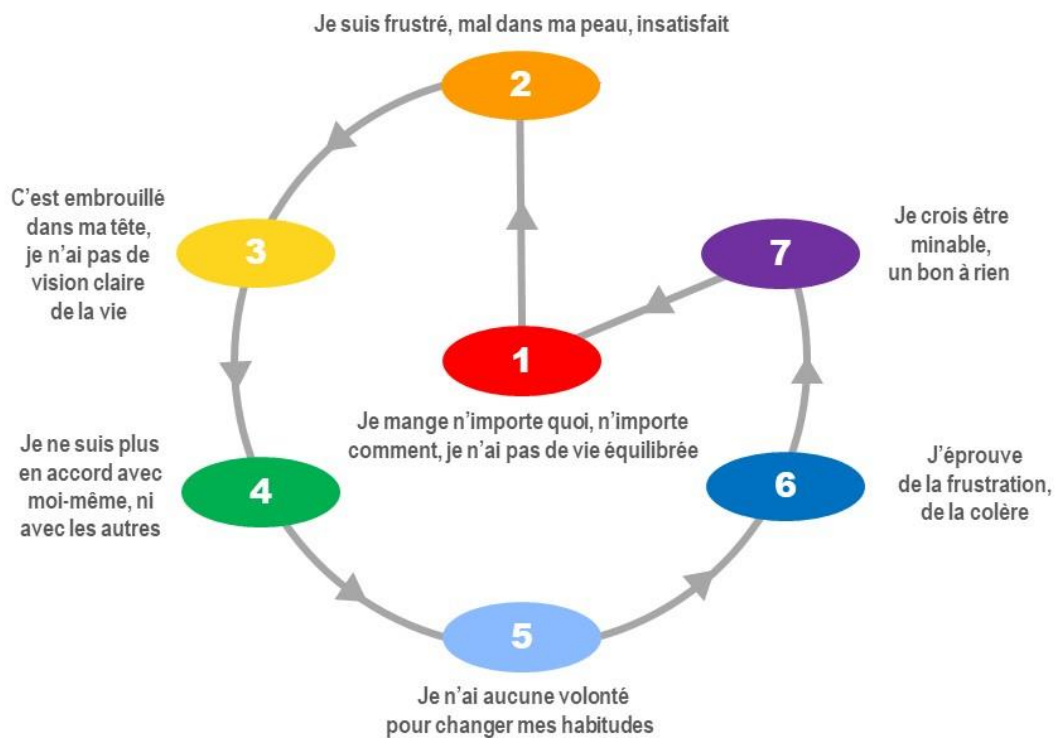 Je suis frustré, mal dans ma peau, insatisfait
2
C'est embrouillé
dans ma tête,
je n'ai pas de
vision claire
de la vie
3
7
Je crois être
minable,
un bon à rien
1
Je mange n'importe quoi, n'importe
comment, je n'ai pas de vie équilibrée
Je ne suis plus
en accord avec
moi-même, ni
avec les autres
4
6
J'éprouve
de la frustration,
de la colère
5
Je n'ai aucune volonté
pour changer mes habitudes